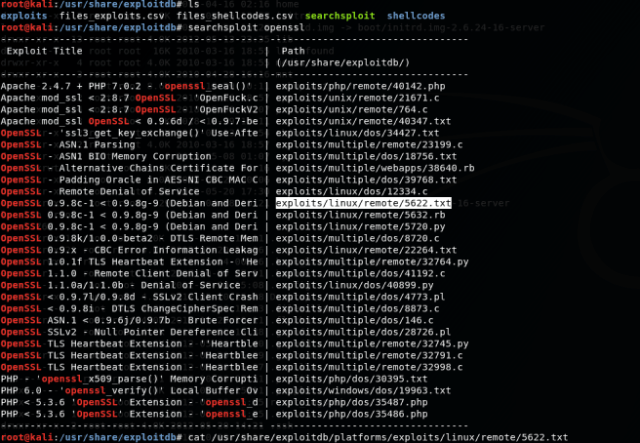 root@kali:/usr/share/exploitdb# ls
exploits files_exploits.csv files_shellcodes.csv searchsploit shellcodes
root@kali:/usr/share/exploitdb# searchsploit openssl
Exploit Title | Path
| (/usr/share/exploitdb/)
Apache 2.4.7 + PHP 7.0.2 - 'openssl_seal()' | exploits/php/remote/40142.php
Apache mod_ssl < 2.8.7 OpenSSL - 'OpenFuck.c | exploits/unix/remote/21671.c
Apache mod_ssl < 2.8.7 OpenSSL - 'OpenFuckV2 | exploits/unix/remote/764.c
Apache mod_ssl OpenSSL < 0.9.6d / < 0.9.7-be | exploits/unix/remote/40347.txt
OpenSSL - 'ssl3_get_key_exchange()' Use-Afte | exploits/linux/dos/34427.txt
OpenSSL - ASN.1 Parsing | exploits/multiple/remote/23199.c
OpenSSL - ASN1 BIO Memory Corruption | exploits/multiple/dos/18756.txt
OpenSSL - Alternative Chains Certificate For | exploits/multiple/webapps/38640.rb
OpenSSL - Padding Oracle in AES-NI CBC MAC C | exploits/multiple/dos/39768.txt
OpenSSL - Remote Denial of Service | exploits/linux/dos/12334.c
OpenSSL 0.9.8c-1 < 0.9.8g-9 (Debian and Deri | exploits/linux/remote/5622.txt
OpenSSL 0.9.8c-1 < 0.9.8g-9 (Debian and Deri | exploits/linux/remote/5632.rb
OpenSSL 0.9.8c-1 < 0.9.8g-9 (Debian and Deri | exploits/linux/remote/5720.py
OpenSSL 0.9.8k/1.0.0-beta2 - DTLS Remote Mem | exploits/multiple/dos/8720.c
OpenSSL 0.9.x - CBC Error Information Leakag | exploits/linux/remote/22264.txt
OpenSSL 1.0.1f TLS Heartbeat Extension - 'He | exploits/multiple/remote/32764.py
OpenSSL 1.1.0 - Remote Client Denial of Serv | exploits/multiple/dos/41192.c
OpenSSL 1.1.0a/1.1.0b - Denial of Service | exploits/linux/dos/40899.py
OpenSSL < 0.9.7l/0.9.8d - SSLv2 Client Crash | exploits/multiple/dos/4773.pl
OpenSSL < 0.9.8i - DTLS ChangeCipherSpec Rem | exploits/multiple/dos/8873.c
OpenSSL ASN.1 < 0.9.6j/0.9.7b - Brute Forcer | exploits/multiple/dos/146.c
OpenSSL SSLv2 - Null Pointer Dereference Cli | exploits/multiple/dos/28726.pl
OpenSSL TLS Heartbeat Extension - 'Heartble | exploits/multiple/remote/32745.py
OpenSSL TLS Heartbeat Extension - 'Heartblee | exploits/multiple/remote/32791.c
OpenSSL TLS Heartbeat Extension - 'Heartblee | exploits/multiple/remote/32998.c
PHP - 'openssl_x509_parse()' Memory Corrupti | exploits/php/dos/30395.txt
PHP 6.0 - 'openssl_verify()' Local Buffer Ov | exploits/windows/dos/19963.txt
PHP < 5.3.6 'OpenSSL' Extension - 'openssl_d | exploits/php/dos/35487.php
PHP < 5.3.6 'OpenSSL' Extension - 'openssl_e | exploits/php/dos/35486.php
root@kali:/usr/share/exploitdb# cat /usr/share/exploitdb/platforms/exploits/linux/remote/5622.txt